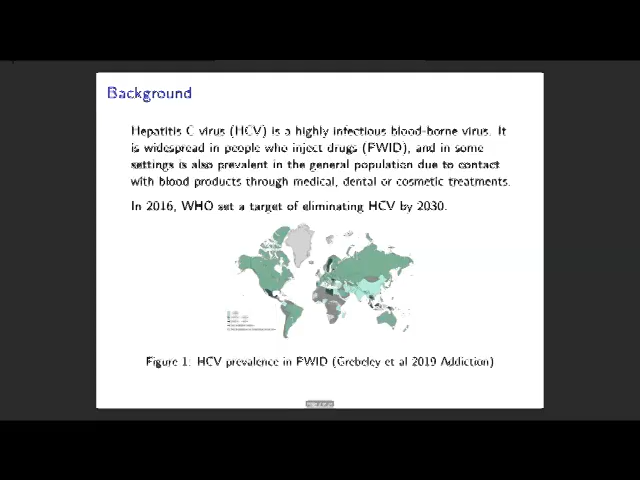 Background
Hepatitis C virus (HCV) is a highly infectious blood-borne virus. It
is widespread in people who inject drugs (PWID), and in some
settings is also prevalent in the general population due to contact
with blood products through medical, dental or cosmetic treatments.
In 2016, WHO set a target of eliminating HCV by 2030.
Figure 1: HCV prevalence in PWID (Grebeley et al 2019 Addiction)